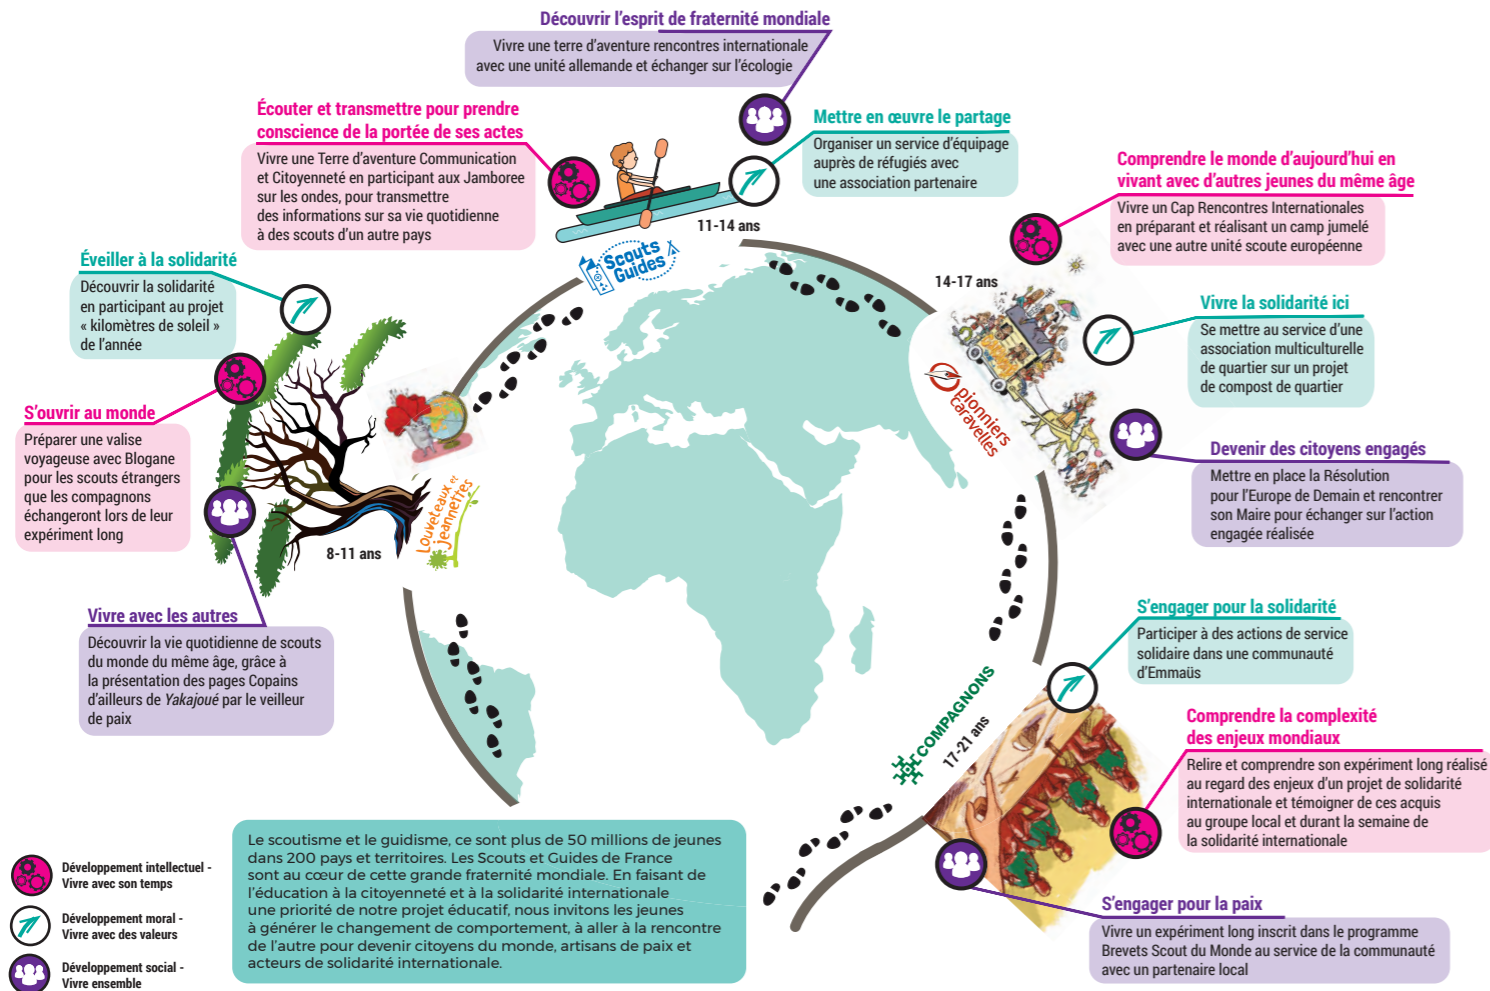 Découvrir l'esprit de fraternité mondiale
Vivre une terre d'aventure rencontres internationale
avec une unité allemande et échanger sur l'écologie
Écouter et transmettre pour prendre
conscience de la portée de ses actes
Vivre une Terre d'aventure Communication
et Citoyenneté en participant aux Jamboree
sur les ondes, pour transmettre
des informations sur sa vie quotidienne
à des scouts d'un autre pays
Mettre en œuvre le partage
Organiser un service d'équipage
auprès de réfugiés avec
une association partenaire
11-14 ans
Scouts
Guides
Comprendre le monde d'aujourd'hui en
vivant avec d'autres jeunes du même âge
Vivre un Cap Rencontres Internationales
en préparant et réalisant un camp jumelé
avec une autre unité scoute européenne
14-17 ans
Vivre la solidarité ici
Se mettre au service d'une
association multiculturelle
de quartier sur un projet
de compost de quartier
pionniers
caravelles
Devenir des citoyens engagés
Mettre en place la Résolution
pour l'Europe de Demain et rencontrer
son Maire pour échanger sur l'action
engagée réalisée
Éveiller à la solidarité
Découvrir la solidarité
en participant au projet
« kilomètres de soleil »
de l'année
S'ouvrir au monde
Préparer une valise
voyageuse avec Blogane
pour les scouts étrangers
que les compagnons
échangeront lors de leur
expériment long
Louveteaux et
jeannettes
8-11 ans
Vivre avec les autres
Découvrir la vie quotidienne de scouts
du monde du même âge, grâce à
la présentation des pages Copains
d'ailleurs de Yakajoué par le veilleur
de paix
S'engager pour la solidarité
Participer à des actions de service
solidaire dans une communauté
d'Emmaüs
COMPAGNONS
17-21 ans
Comprendre la complexité
des enjeux mondiaux
Relire et comprendre son expériment long réalisé
au regard des enjeux d'un projet de solidarité
internationale et témoigner de ces acquis
au groupe local et durant la semaine de
la solidarité internationale
S'engager pour la paix
Vivre un expériment long inscrit dans le programme
Brevets Scout du Monde au service de la communauté
avec un partenaire local
Le scoutisme et le guidisme, ce sont plus de 50 millions de jeunes
dans 200 pays et territoires. Les Scouts et Guides de France
sont au cœur de cette grande fraternité mondiale. En faisant de
l'éducation à la citoyenneté et à la solidarité internationale
une priorité de notre projet éducatif, nous invitons les jeunes
à générer le changement de comportement, à aller à la rencontre
de l'autre pour devenir citoyens du monde, artisans de paix et
acteurs de solidarité internationale.
Développement intellectuel -
Vivre avec son temps
Développement moral -
Vivre avec des valeurs
Développement social -
Vivre ensemble